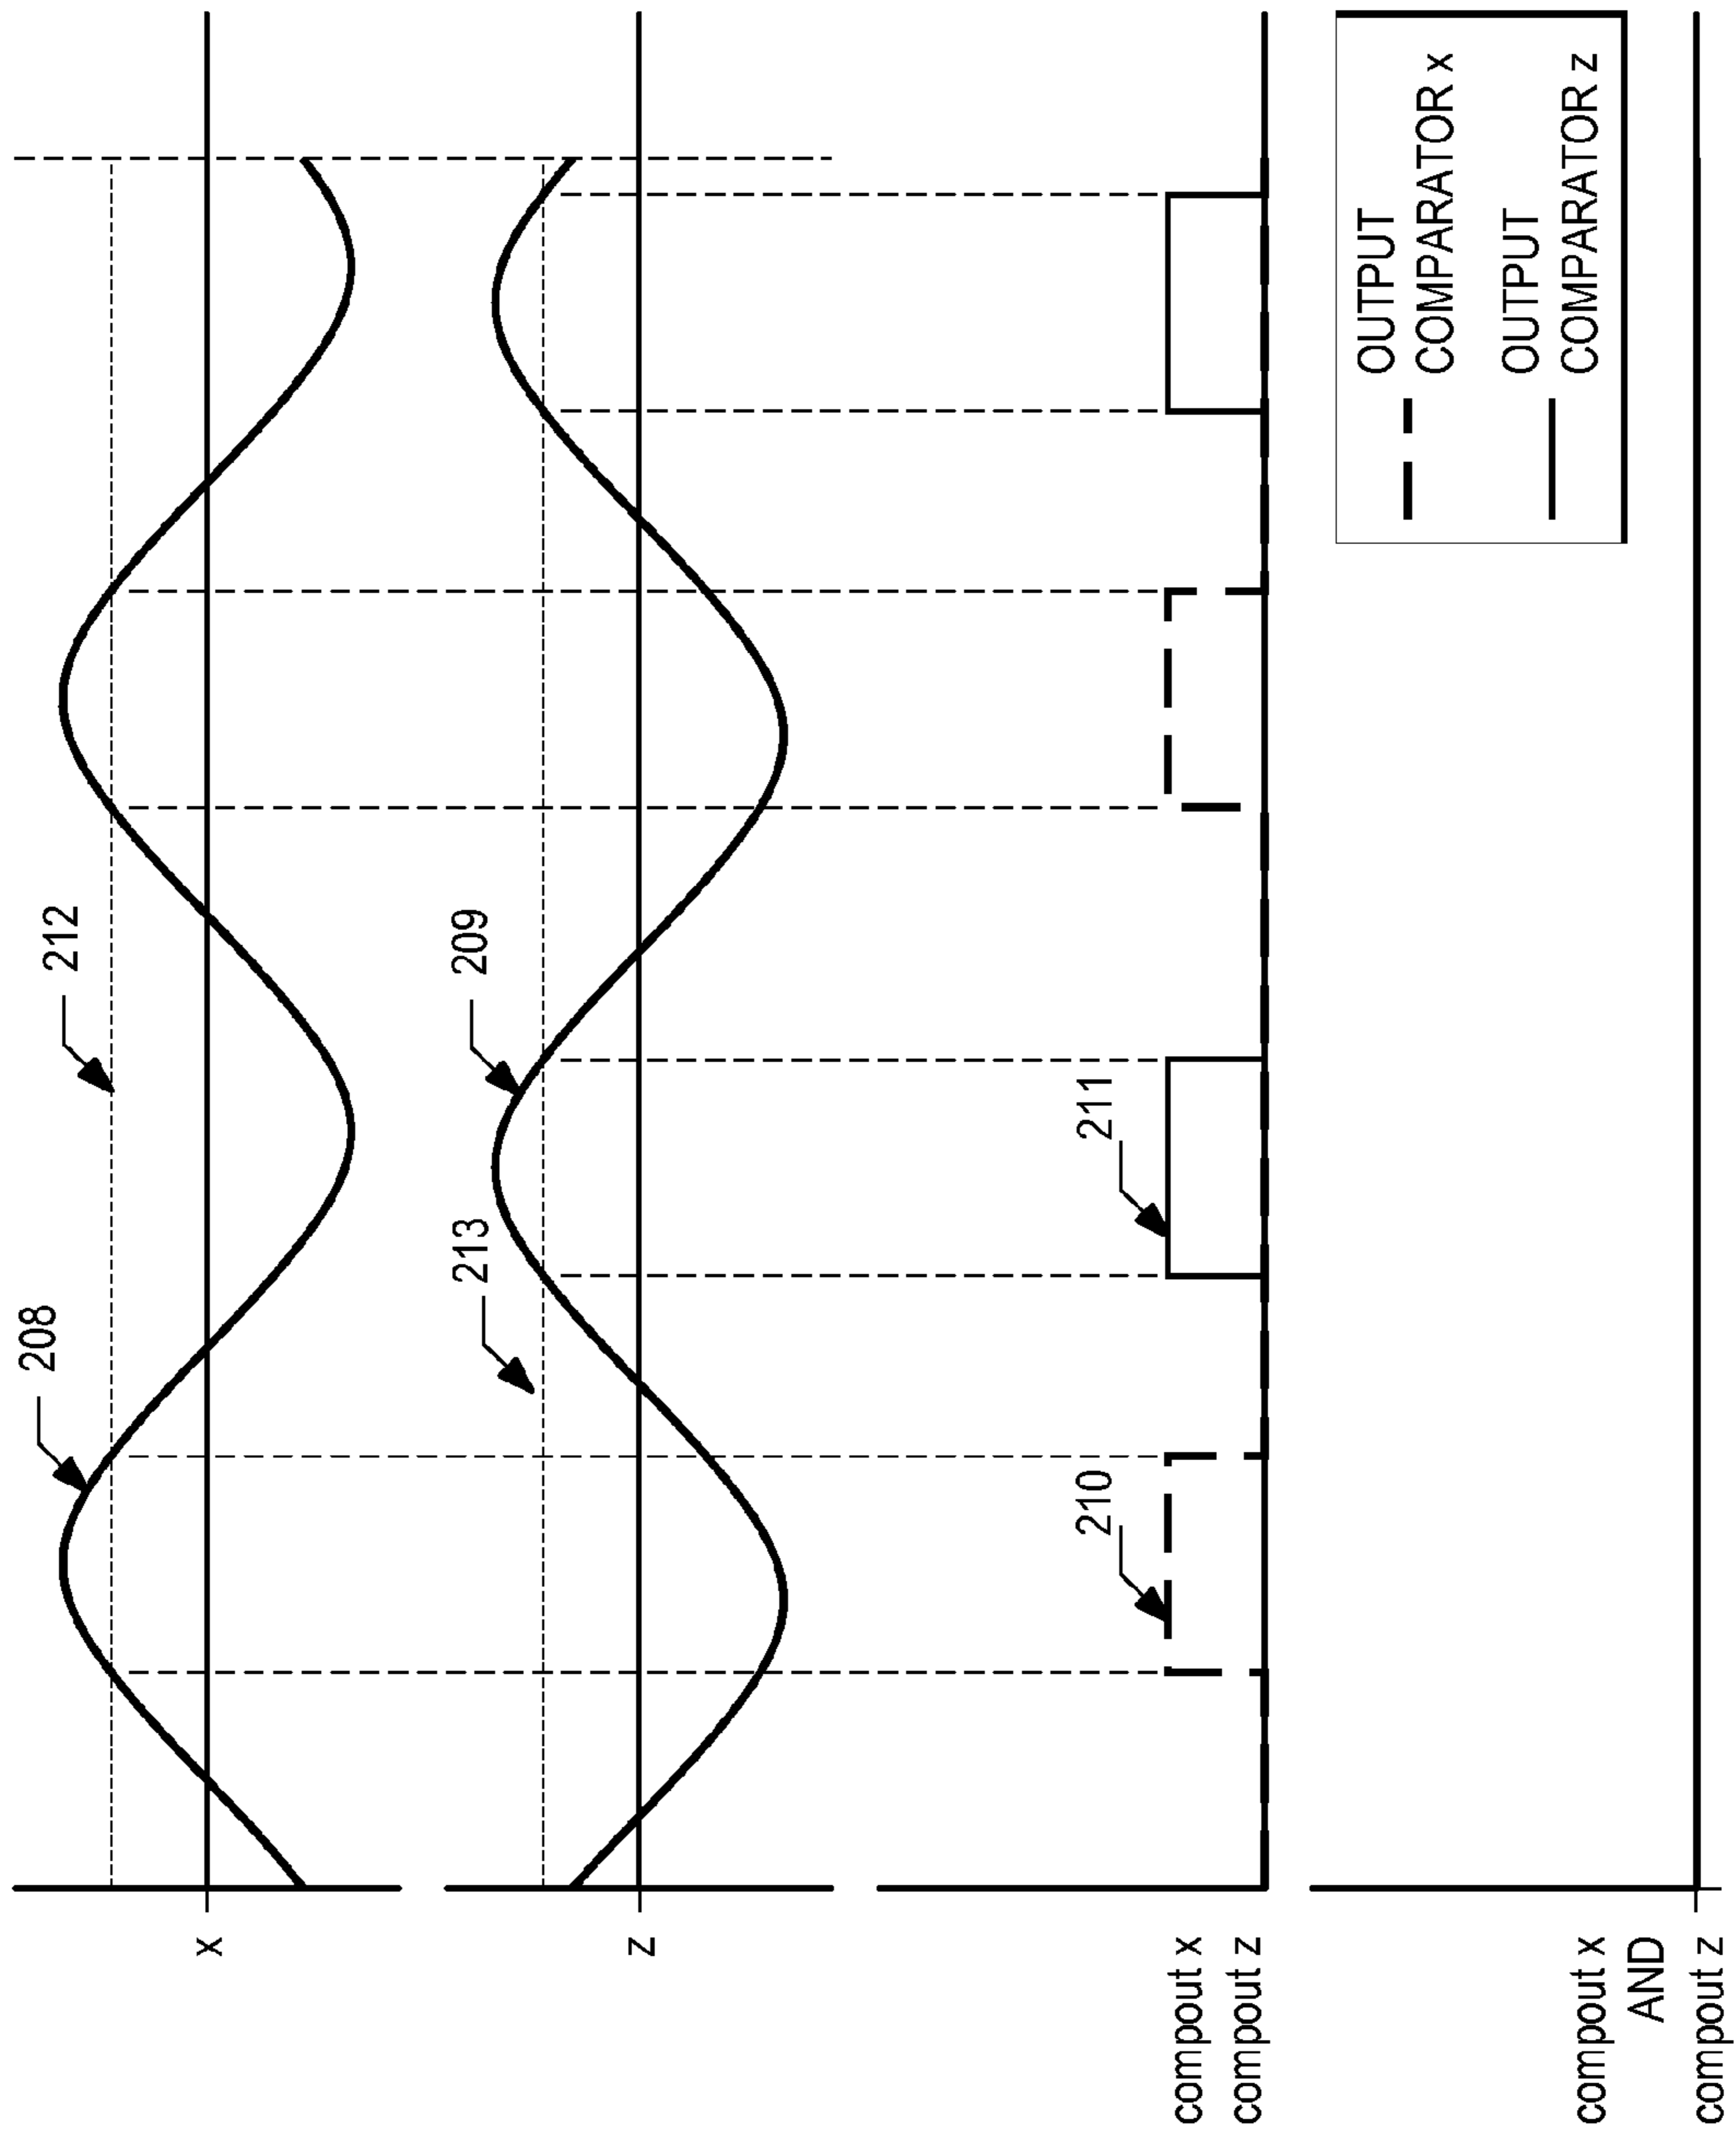 x
208
212
z
213
209
compout x
compout z
210
211
OUTPUT
COMPARATOR x
OUTPUT
COMPARATOR z
compout x
AND
compout z